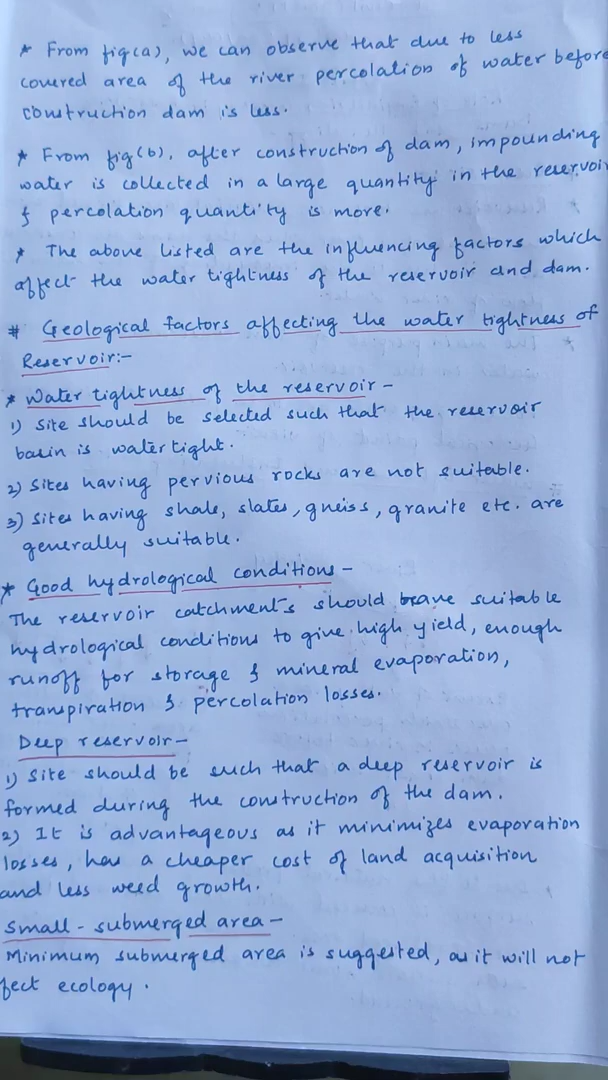 * From fig(a), we can observe that due to less
covered area of the river percolation of water before
construction dam is less.
* From fig(b), after construction of dam, impounding
water is collected in a large quantity in the reservoir
& percolation quantity is more.
* The above listed are the influencing factors which
affect the water tightness of the reservoir and dam.
# Geological factors affecting the water tightness of
Reservoir:-
* Water tightness of the reservoir -
1) Site should be selected such that the reservoir
basin is watertight.
2) Sites having pervious rocks are not suitable.
3) Sites having shale, slates, gneiss, granite etc. are
generally suitable.
* Good hydrological conditions -
The reservoir catchments should have suitable
hydrological conditions to give high yield, enough
runoff for storage & mineral evaporation,
transpiration & percolation losses.
Deep reservoir -
1) Site should be such that a deep reservoir is
formed during the construction of the dam.
2) It is advantageous as it minimizes evaporation
losses, has a cheaper cost of land acquisition
and less weed growth.
Small - submerged area -
Minimum submerged area is suggested, as it will not
fect ecology.